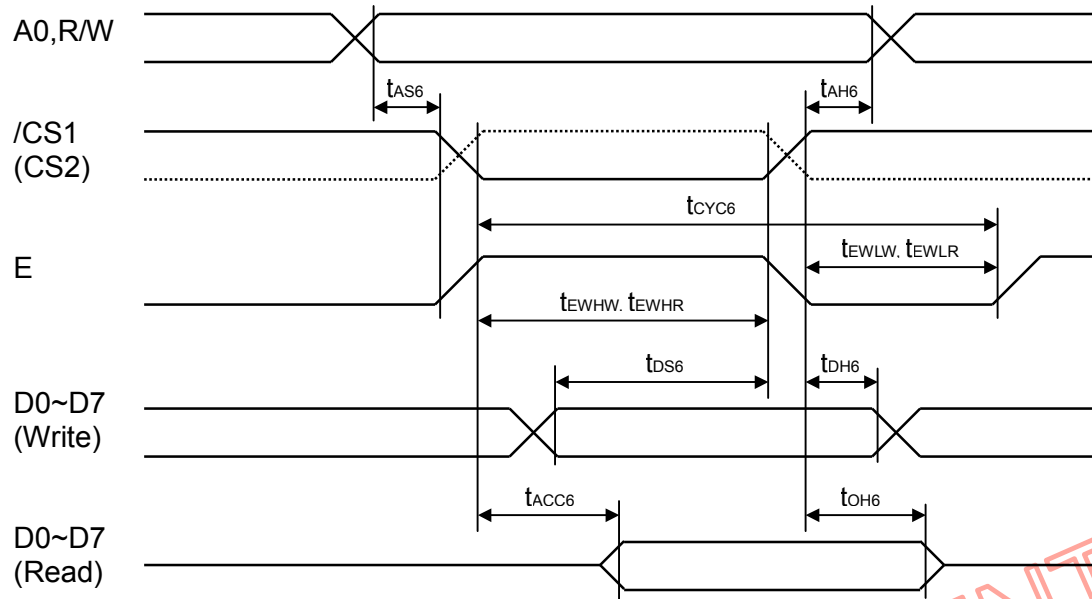 A0,R/W
tAS6
tAH6
/CS1
(CS2)
tCYC6
tEWLW, tEWLR
E
tEWHW, tEWHR
tDS6
tDH6
D0~D7
(Write)
tACC6
tOH6
D0~D7
(Read)